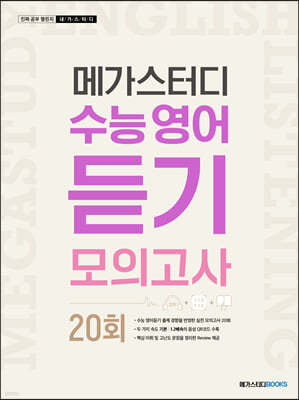 진짜 공부 챌린지 메가스터디
메가스터디
수능 영어
듣기
모의고사
20회
• 수능 영어듣기 출제 경향을 반영한 실전 모의고사 20회
• 두 가지 속도 기본 · 1.2배속의 음성 QR코드 수록
• 핵심 어휘 및 고난도 문장을 정리한 Review 제공
메가스터디BOOKS
MEGASTUDY
ENGLISH
LISTENING